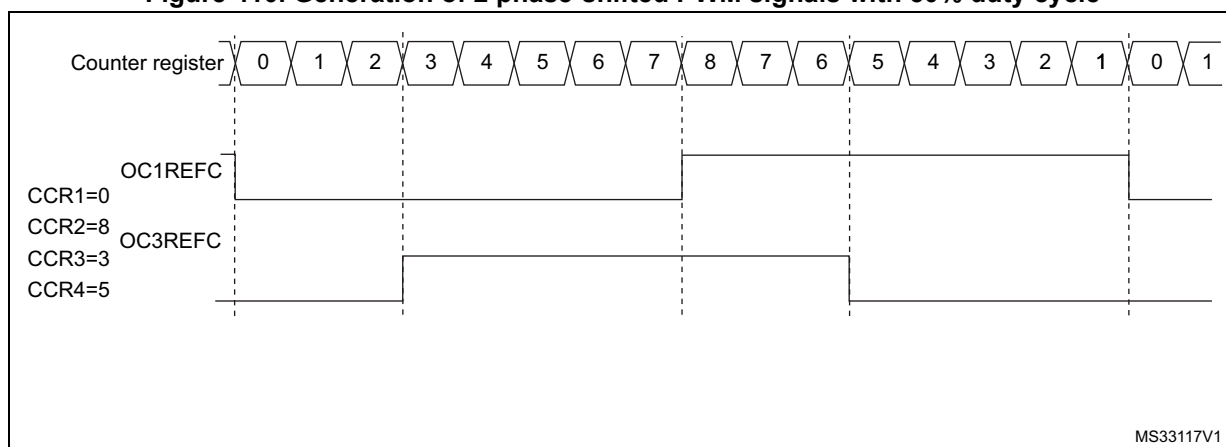 Generation of 2 phase-shifted PWM signals with 50% duty cycle
Counter register 0 1 2 3 4 5 6 7 8 7 6 5 4 3 2 1 0 1
OC1REFC
CCR1=0
CCR2=8
OC3REFC
CCR3=3
CCR4=5
MS33117V1